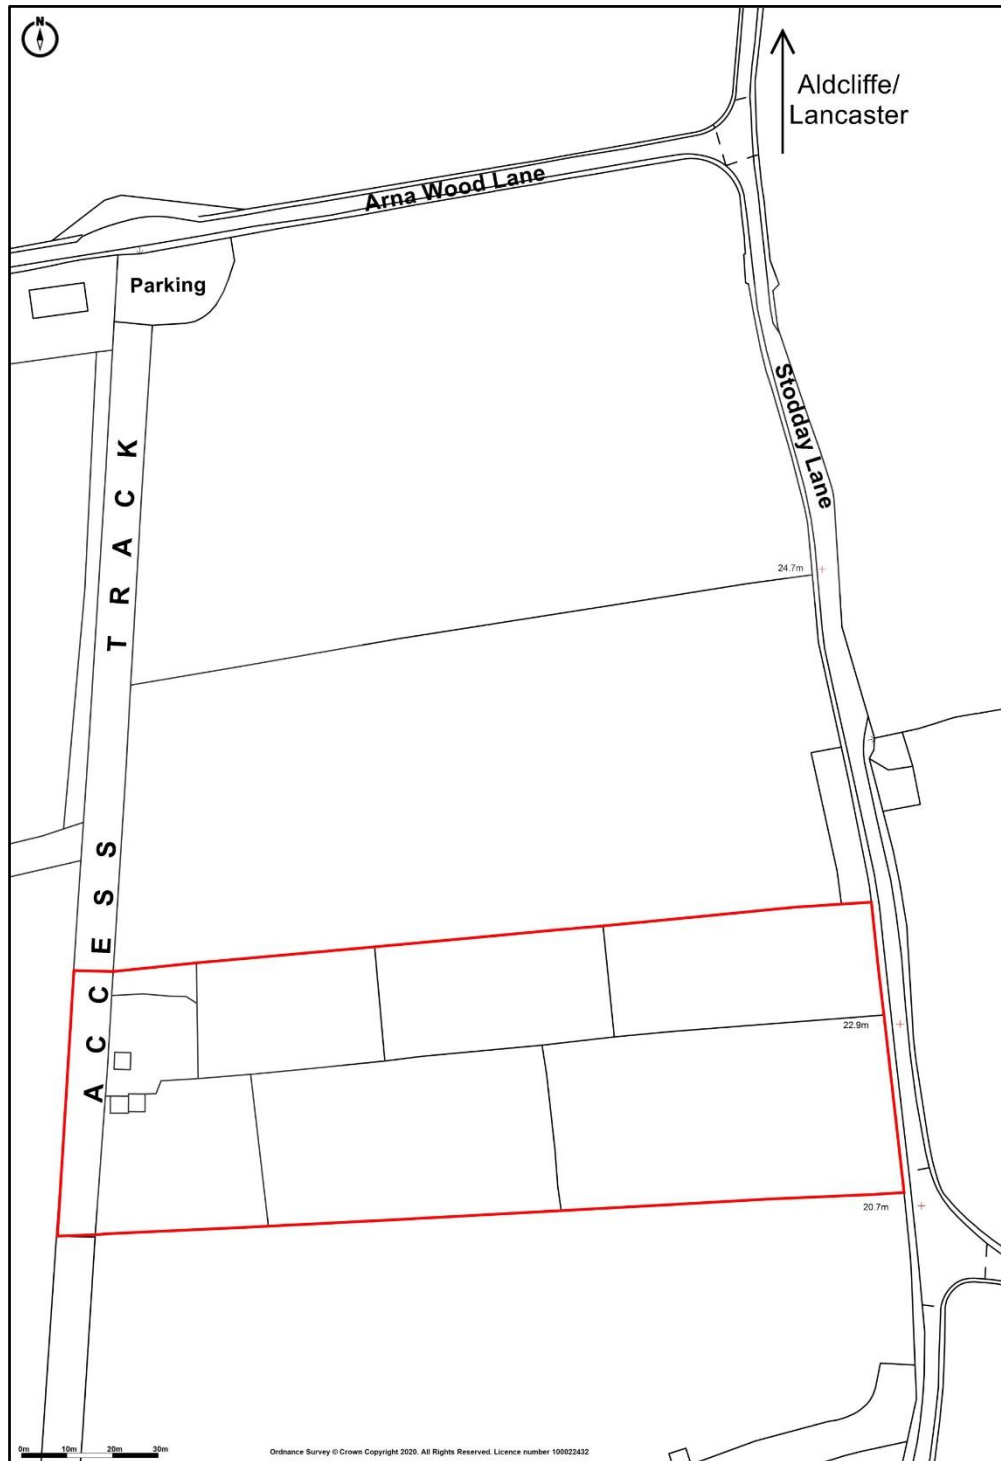 N
Aldcliffe/
Lancaster
Arna Wood Lane
Parking
Stodday Lane
ACCESS TRACK
24.7m
22.9m
20.7m
0m 10m 20m 30m
Ordnance Survey © Crown Copyright 2020. All Rights Reserved. Licence number 100022432